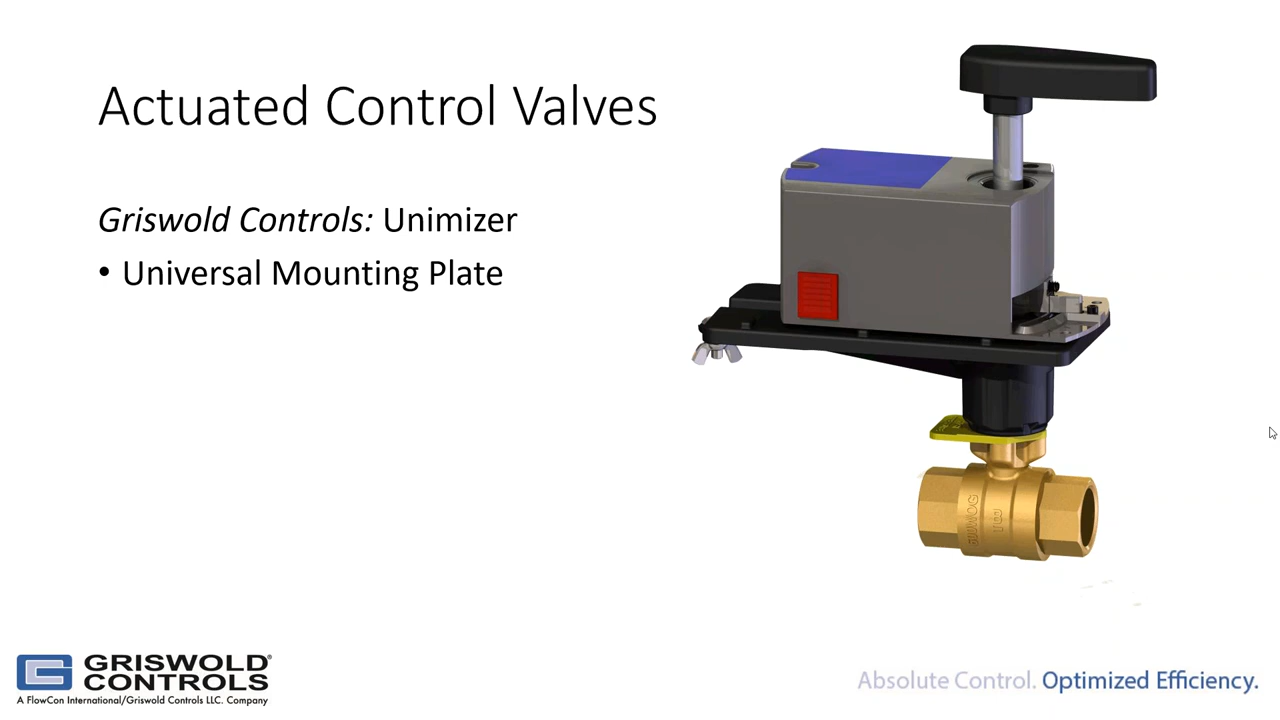 Actuated Control Valves
Griswold Controls: Unimizer
• Universal Mounting Plate
GRISWOLD®
CONTROLS
A FlowCon International/Griswold Controls LLC. Company
Absolute Control. Optimized Efficiency.